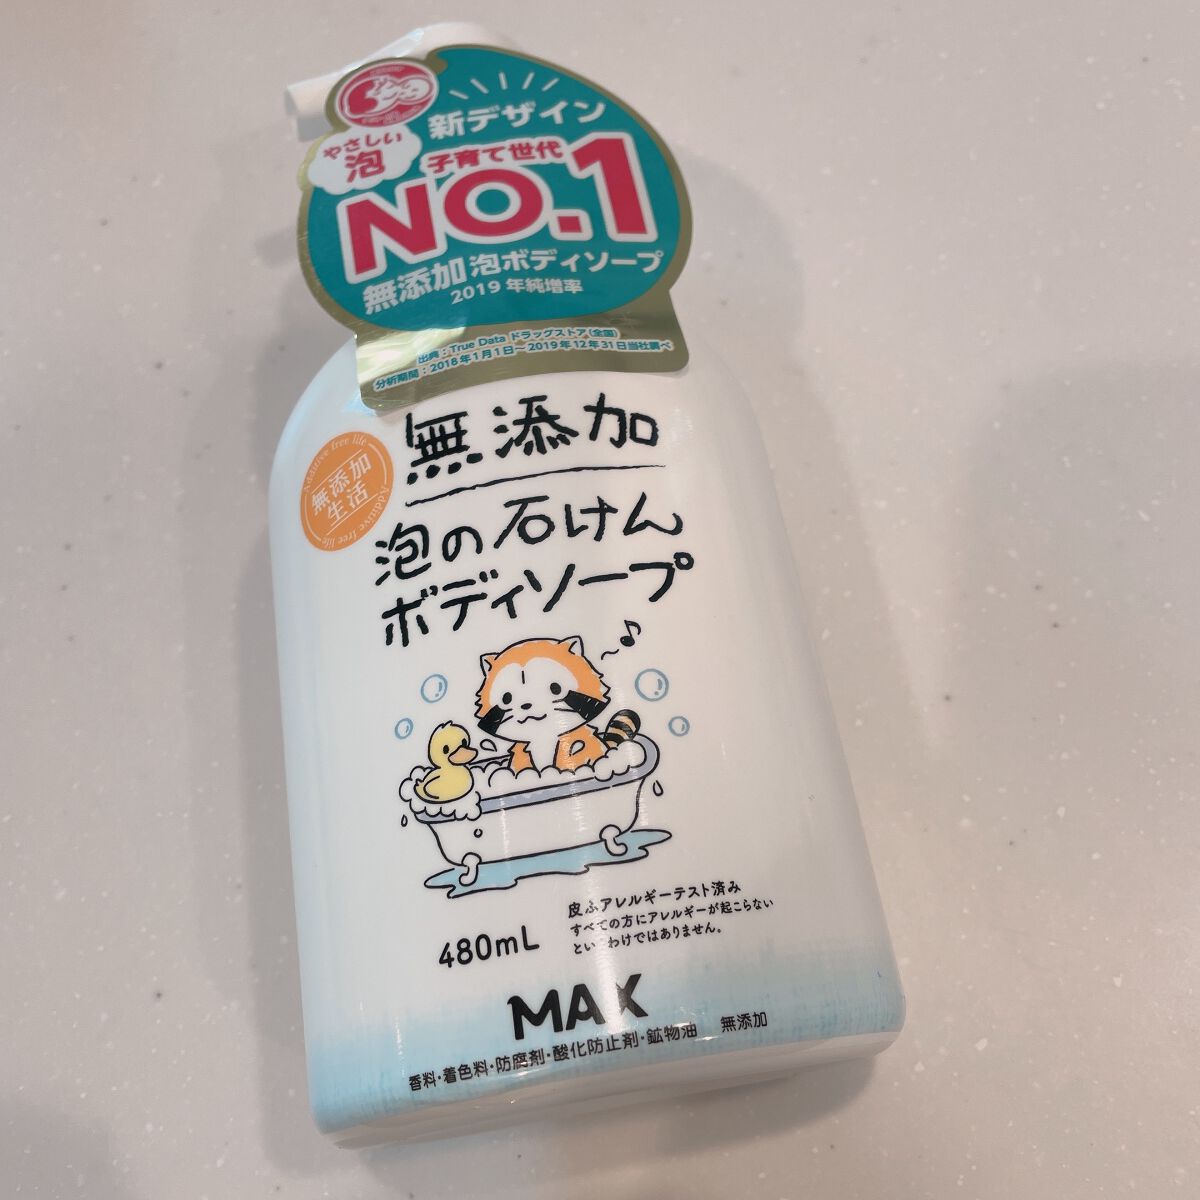 新デザイン
やさしい
泡
子育て世代
NO.1
無添加 泡ボディソープ
2019 年純増率
出典：True Data ドラッグストア(全国)
分析期間：2018年1月1日～2019年12月31日当社調べ
無添加
Additive free life
無添加
生活
Additive free life
泡の石けん
ボディソープ
480mL
皮ふアレルギーテスト済み
すべての方にアレルギーが起こらない
というわけではありません。
MAX
香料・着色料・防腐剤・酸化防止剤・鉱物油 無添加